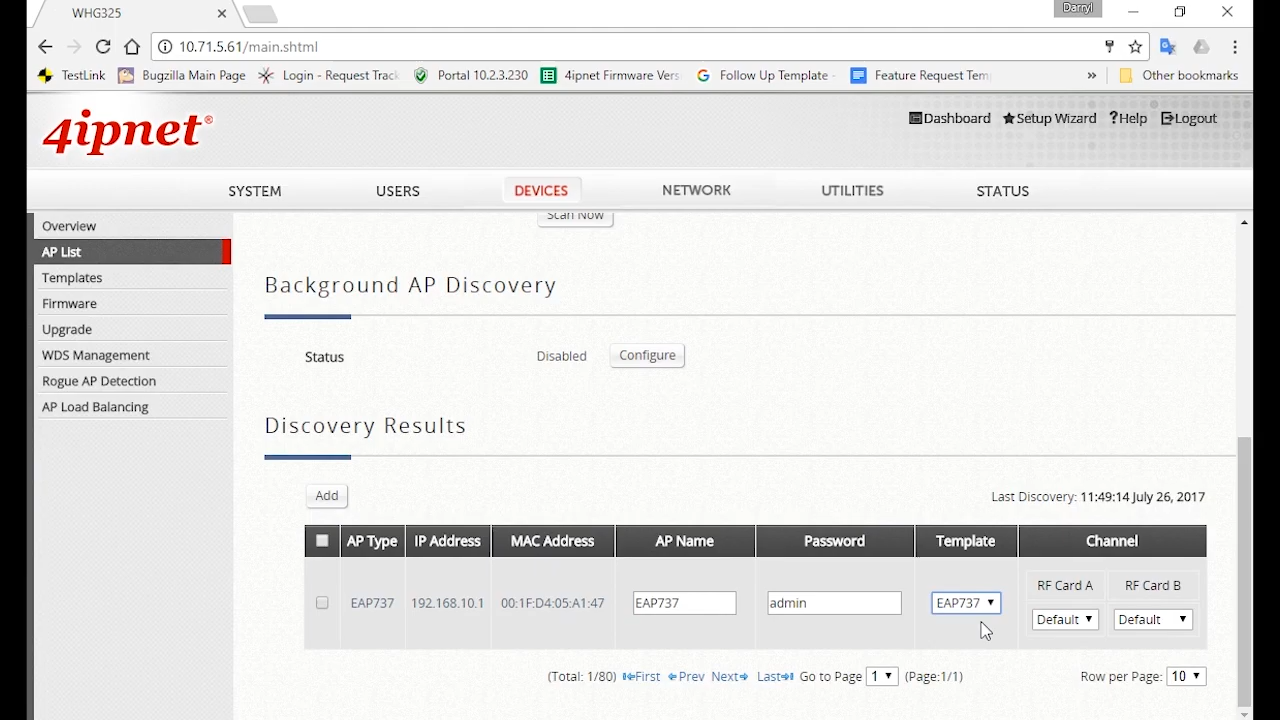 WHG325
Darryl
10.71.5.61/main.shtml
TestLink Bugzilla Main Page Login - Request Track Portal 10.2.3.230 4ipnet Firmware Vers Follow Up Template - Feature Request Tem » Other bookmarks
4ipnet®
Dashboard Setup Wizard ?Help Logout
SYSTEM USERS DEVICES NETWORK UTILITIES STATUS
Overview
AP List
Templates
Firmware
Upgrade
WDS Management
Rogue AP Detection
AP Load Balancing
Scan Now
Background AP Discovery
Status Disabled Configure
Discovery Results
Add Last Discovery: 11:49:14 July 26, 2017
AP Type IP Address MAC Address AP Name Password Template Channel
RF Card A RF Card B
EAP737 192.168.10.1 00:1F:D4:05:A1:47 EAP737 admin EAP737 Default Default
(Total: 1/80) First Prev Next Last Go to Page 1 (Page:1/1) Row per Page: 10